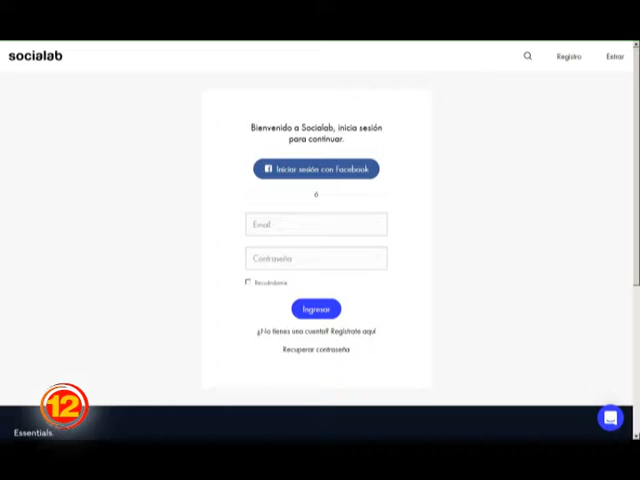 socialab
Registro
Entrar
Bienvenido a Socialab, inicia sesión
para continuar.
Iniciar sesión con Facebook
ó
Email
Contraseña
Recuérdame
Ingresar
¿No tienes una cuenta? Regístrate aquí
Recuperar contraseña
12
Essentials.